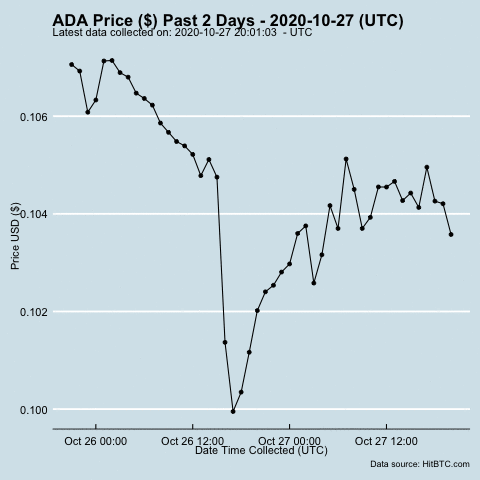 ADA Price ($) Past 2 Days - 2020-10-27 (UTC)
Latest data collected on: 2020-10-27 20:01:03 - UTC
0.106
0.104
0.102
0.100
Price USD ($)
Oct 26 00:00 Oct 26 12:00 Oct 27 00:00 Oct 27 12:00
Date Time Collected (UTC)
Data source: HitBTC.com